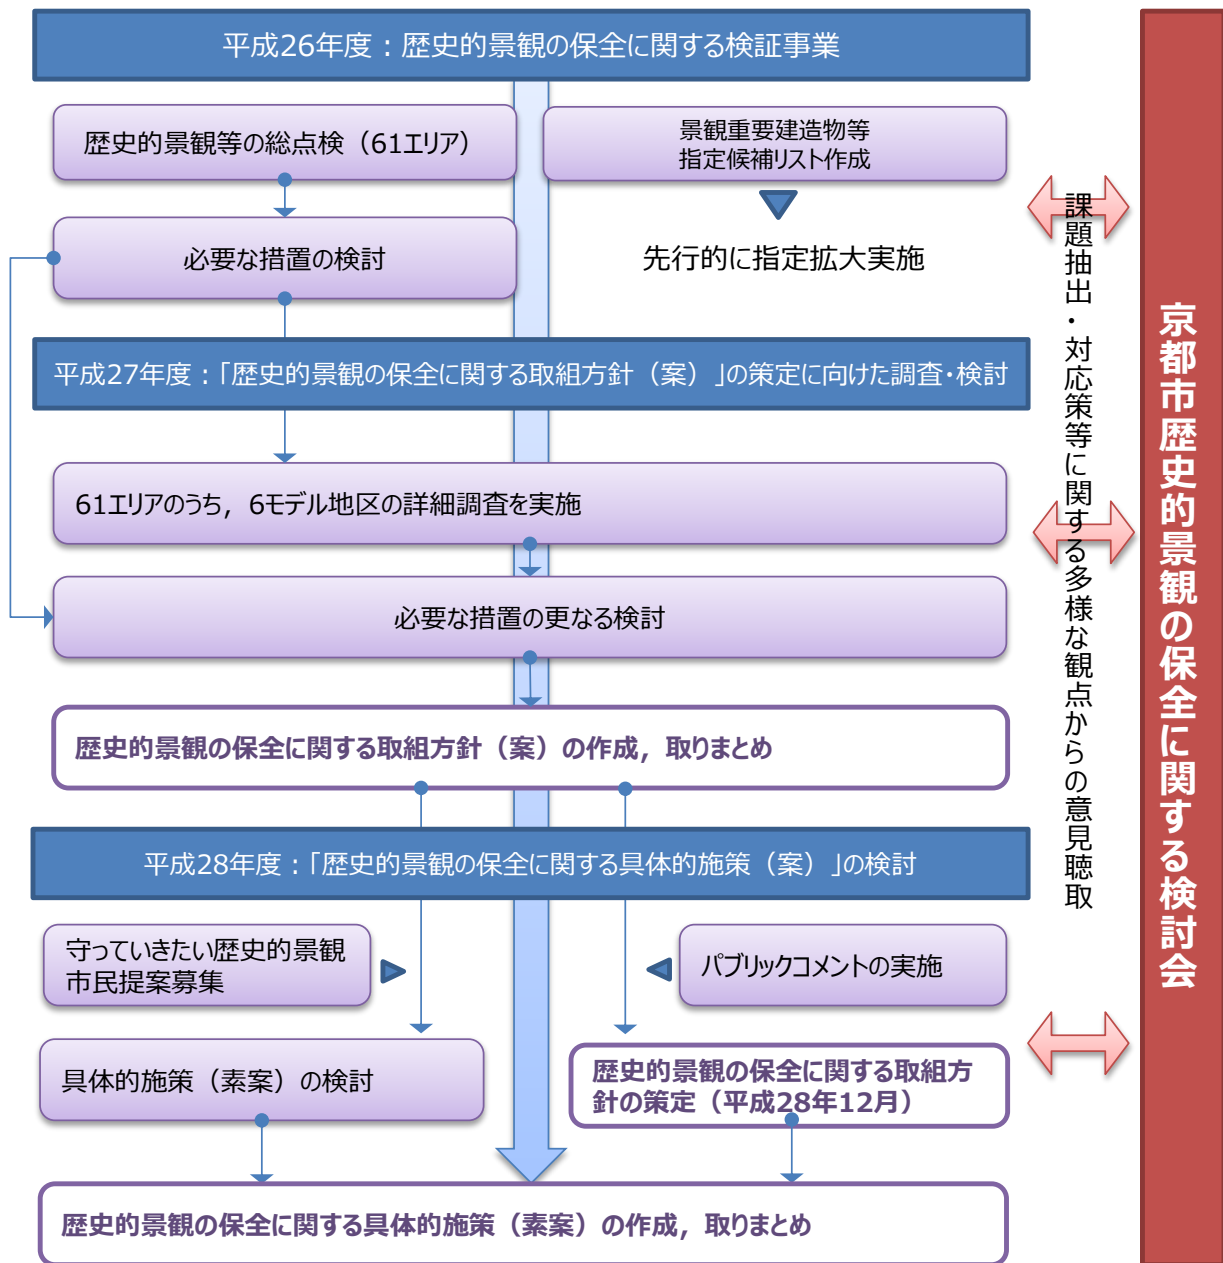 平成26年度：歴史的景観の保全に関する検証事業
歴史的景観等の総点検（61エリア）
景観重要建造物等
指定候補リスト作成
必要な措置の検討
先行的に指定拡大実施
平成27年度：「歴史的景観の保全に関する取組方針（案）」の策定に向けた調査・検討
61エリアのうち，6モデル地区の詳細調査を実施
必要な措置の更なる検討
歴史的景観の保全に関する取組方針（案）の作成，取りまとめ
平成28年度：「歴史的景観の保全に関する具体的施策（案）」の検討
守っていきたい歴史的景観
市民提案募集
パブリックコメントの実施
具体的施策（素案）の検討
歴史的景観の保全に関する取組方
針の策定（平成28年12月）
歴史的景観の保全に関する具体的施策（素案）の作成，取りまとめ
課題抽出・対応策等に関する多様な観点からの意見聴取
京都市歴史的景観の保全に関する検討会